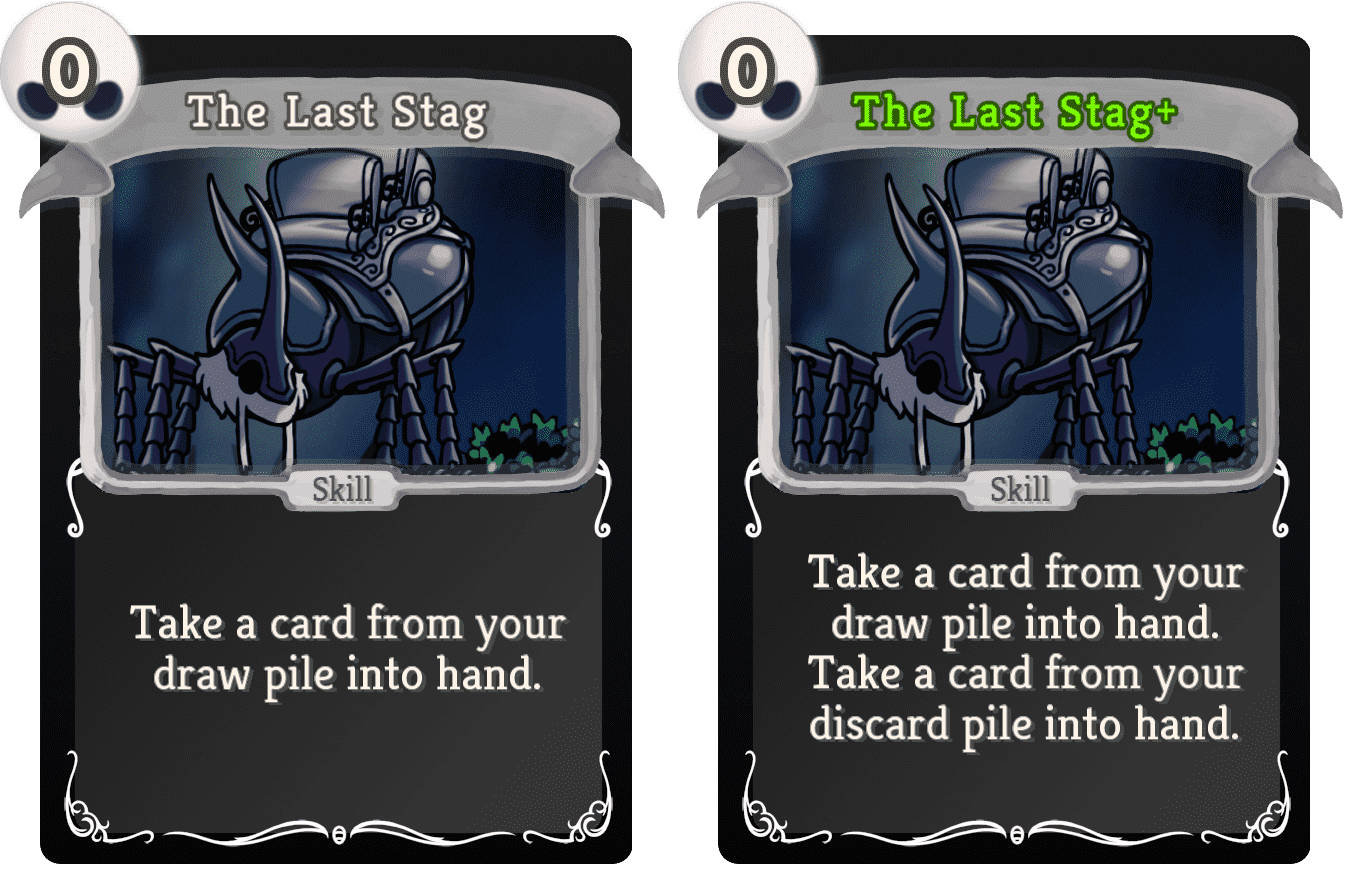 0
The Last Stag
Skill
Take a card from your
draw pile into hand.
0
The Last Stag+
Skill
Take a card from your
draw pile into hand.
Take a card from your
discard pile into hand.